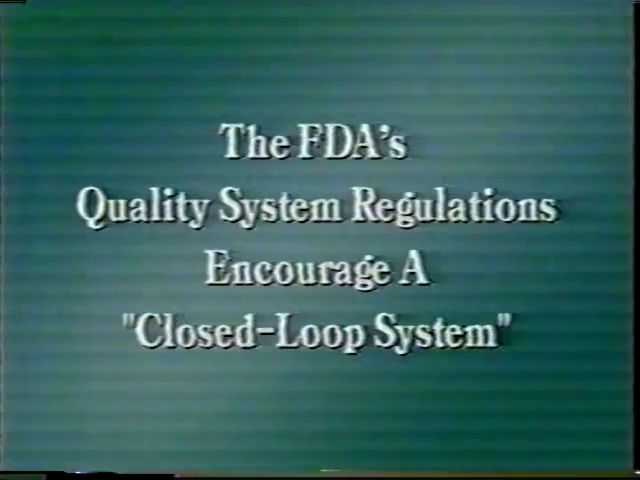 The FDA's
Quality System Regulations
Encourage A
"Closed-Loop System"